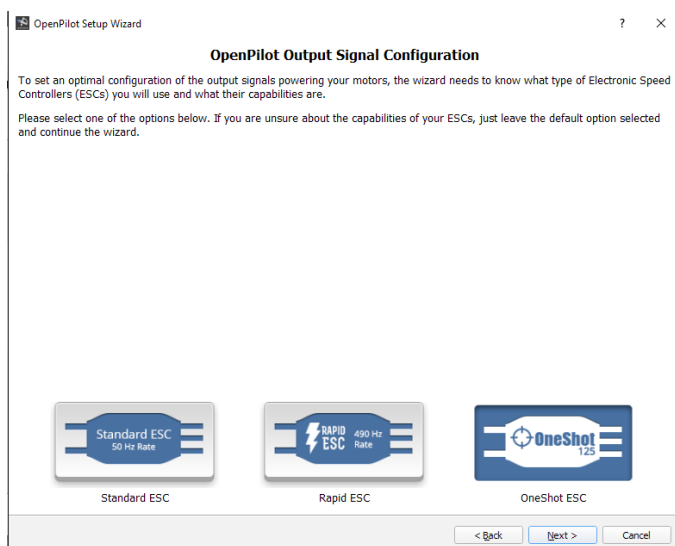 OpenPilot Setup Wizard
?
OpenPilot Output Signal Configuration
To set an optimal configuration of the output signals powering your motors, the wizard needs to know what type of Electronic Speed
Controllers (ESCs) you will use and what their capabilities are.
Please select one of the options below. If you are unsure about the capabilities of your ESCs, just leave the default option selected
and continue the wizard.
Standard ESC
50 Hz Rate
RAPID
ESC
490 Hz
Rate
OneShot
125
Standard ESC
Rapid ESC
OneShot ESC
< Back
Next >
Cancel